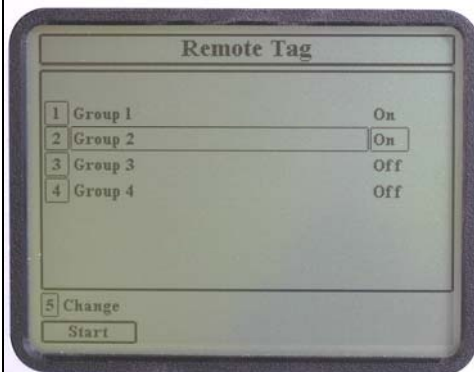 Remote Tag
1 Group 1 On
2 Group 2 On
3 Group 3 Off
4 Group 4 Off
5 Change
Start